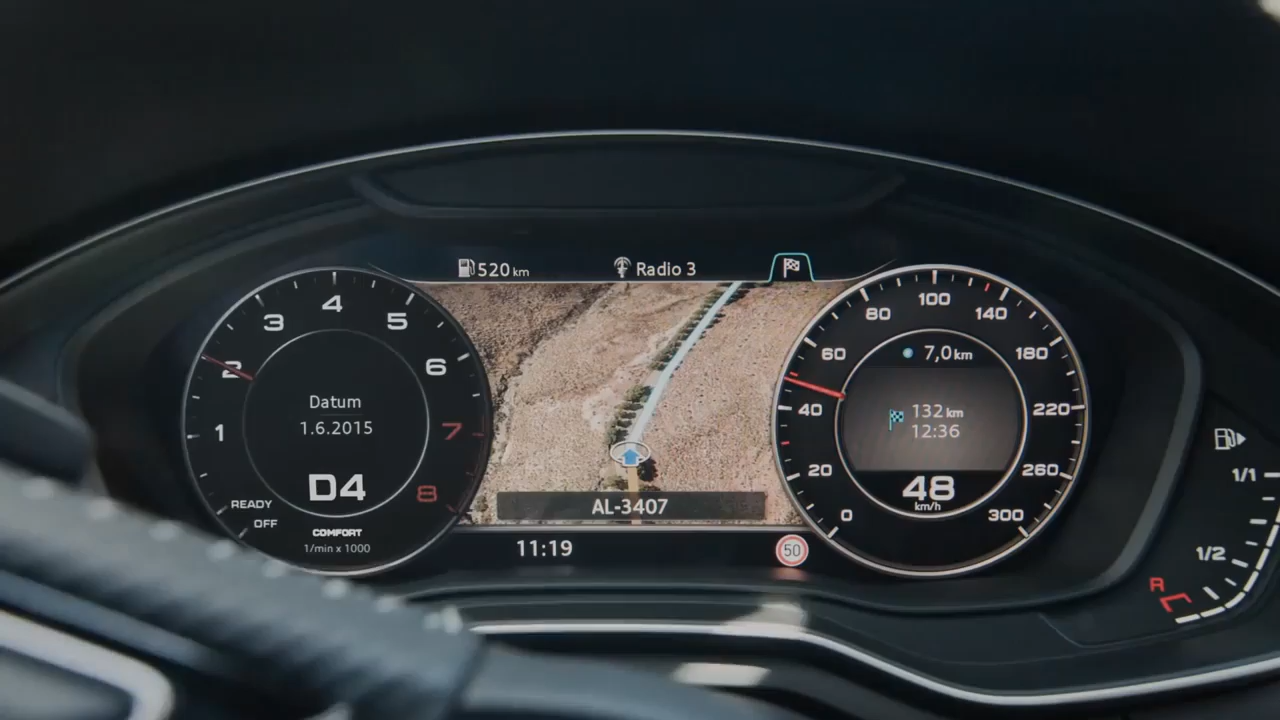 520 km
Radio 3
1
2
3
4
5
6
7
8
Datum
1.6.2015
D4
READY
OFF
COMFORT
1/min x 1000
AL-3407
11:19
50
0
20
40
60
80
100
140
180
220
260
300
7,0 km
132 km
12:36
48
km/h
1/1
1/2
R